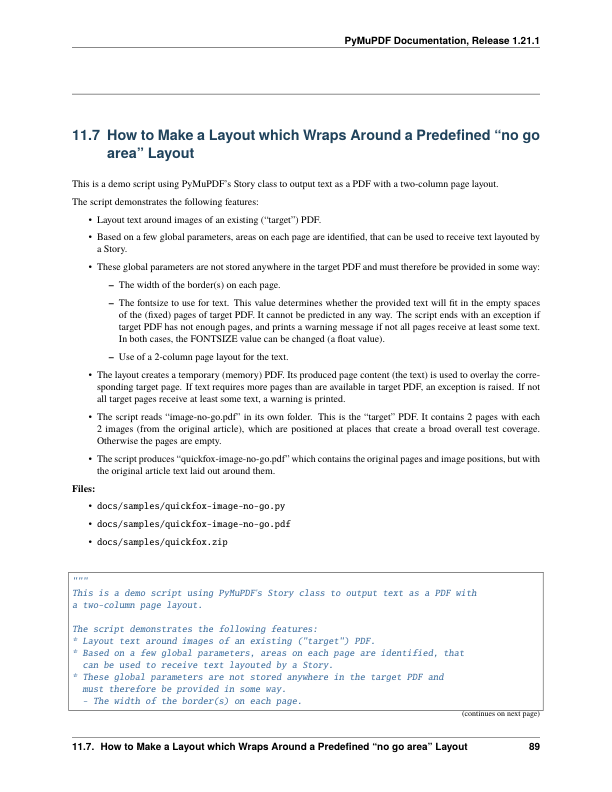 PyMuPDF Documentation, Release 1.21.1
11.7 How to Make a Layout which Wraps Around a Predefined “no go
area” Layout
This is a demo script using PyMuPDF’s Story class to output text as a PDF with a two-column page layout.
The script demonstrates the following features:
• Layout text around images of an existing (“target”) PDF.
• Based on a few global parameters, areas on each page are identified, that can be used to receive text layouted by
a Story.
• These global parameters are not stored anywhere in the target PDF and must therefore be provided in some way:
– The width of the border(s) on each page.
– The fontsize to use for text. This value determines whether the provided text will fit in the empty spaces
of the (fixed) pages of target PDF. It cannot be predicted in any way. The script ends with an exception if
target PDF has not enough pages, and prints a warning message if not all pages receive at least some text.
In both cases, the FONTSIZE value can be changed (a float value).
– Use of a 2-column page layout for the text.
• The layout creates a temporary (memory) PDF. Its produced page content (the text) is used to overlay the corre-
sponding target page. If text requires more pages than are available in target PDF, an exception is raised. If not
all target pages receive at least some text, a warning is printed.
• The script reads “image-no-go.pdf” in its own folder. This is the “target” PDF. It contains 2 pages with each
2 images (from the original article), which are positioned at places that create a broad overall test coverage.
Otherwise the pages are empty.
• The script produces “quickfox-image-no-go.pdf” which contains the original pages and image positions, but with
the original article text laid out around them.
Files:
• docs/samples/quickfox-image-no-go.py
• docs/samples/quickfox-image-no-go.pdf
• docs/samples/quickfox.zip
"""
This is a demo script using PyMuPDF's Story class to output text as a PDF with
a two-column page layout.
The script demonstrates the following features:
* Layout text around images of an existing ("target") PDF.
* Based on a few global parameters, areas on each page are identified, that
can be used to receive text layouted by a Story.
* These global parameters are not stored anywhere in the target PDF and
must therefore be provided in some way.
- The width of the border(s) on each page.
(continues on next page)
11.7. How to Make a Layout which Wraps Around a Predefined “no go area” Layout 89